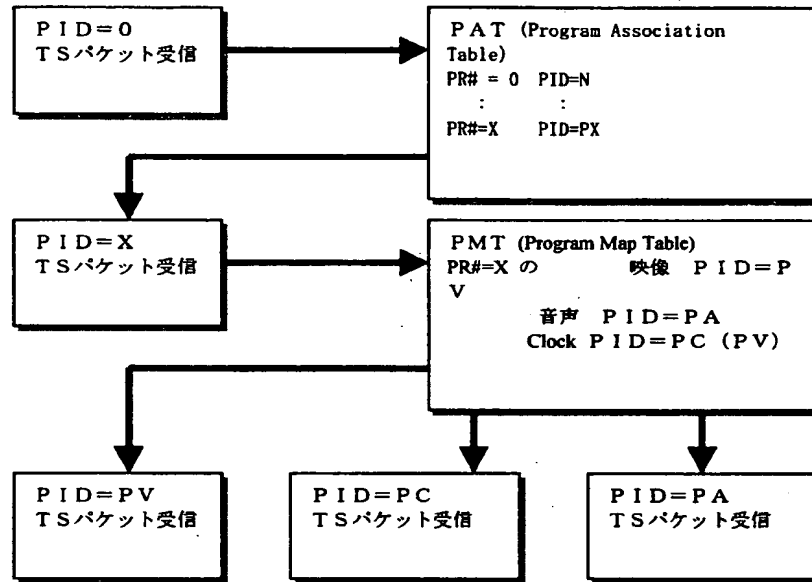 ＰＩＤ＝０
ＴＳパケット受信
ＰＡＴ (Program Association
Table)
PR# = 0 PID=N
: :
PR#=X PID=PX
ＰＩＤ＝Ｘ
ＴＳパケット受信
PMT (Program Map Table)
PR#=X の 映像 ＰＩＤ＝Ｐ
Ｖ
音声 ＰＩＤ＝PA
Clock ＰＩＤ＝PC（PV）
ＰＩＤ＝ＰＶ
ＴＳパケット受信
ＰＩＤ＝PC
ＴＳパケット受信
ＰＩＤ＝PA
ＴＳパケット受信